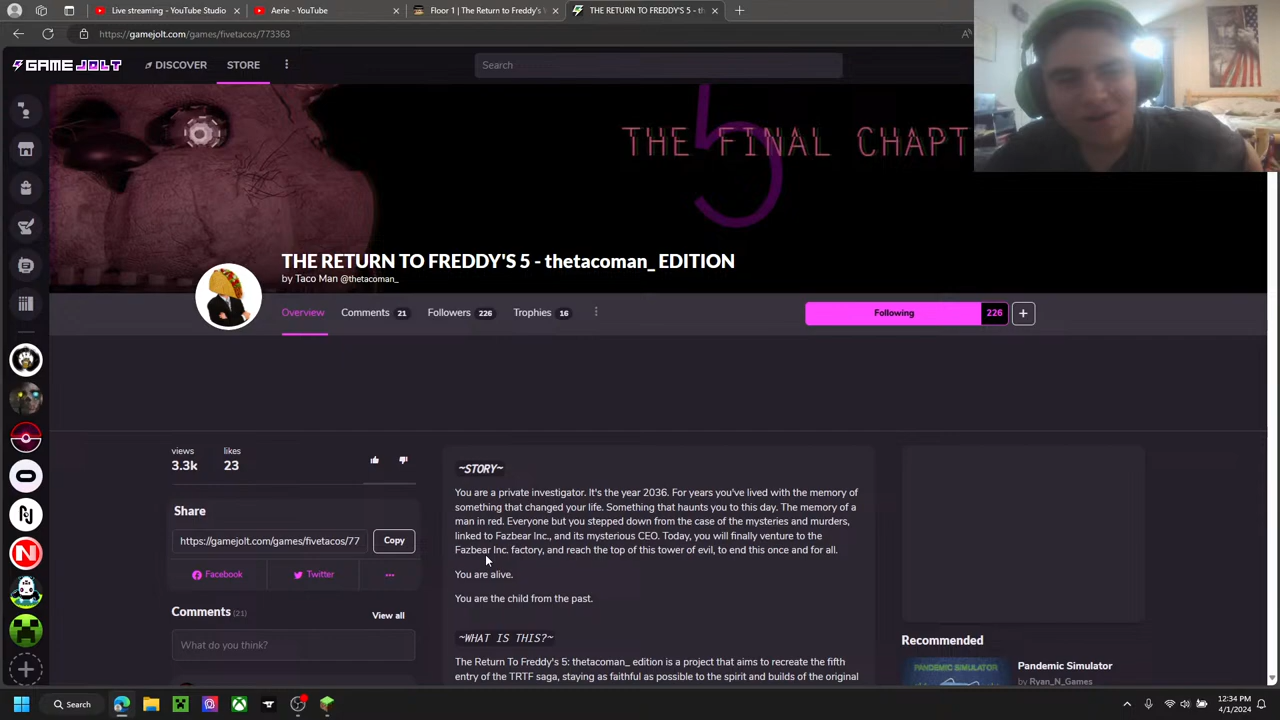 Live streaming - YouTube Studio
Aerie - YouTube
Floor 1 | The Return to Freddy's
THE RETURN TO FREDDY'S 5 - th
https://gamejolt.com/games/fivetacos/773363
GAME JOLT
DISCOVER
STORE
Search
5
THE FINAL CHAPT
THE RETURN TO FREDDY'S 5 - thetacoman_ EDITION
by Taco Man @thetacoman_
Overview
Comments 21
Followers 226
Trophies 16
Following 226
views
3.3k
likes
23
Share
https://gamejolt.com/games/fivetacos/77
Copy
Facebook
Twitter
Comments (21)
View all
What do you think?
~STORY~
You are a private investigator. It's the year 2036. For years you've lived with the memory of
something that changed your life. Something that haunts you to this day. The memory of a
man in red. Everyone but you stepped down from the case of the mysteries and murders,
linked to Fazbear Inc., and its mysterious CEO. Today, you will finally venture to the
Fazbear Inc. factory, and reach the top of this tower of evil, to end this once and for all.
You are alive.
You are the child from the past.
~WHAT IS THIS?~
The Return To Freddy's 5: thetacoman_ edition is a project that aims to recreate the fifth
entry of the TRTF saga, staying as faithful as possible to the spirit and builds of the original
Recommended
PANDEMIC SIMULATOR
Pandemic Simulator
by Ryan_N_Games
Search
12:34 PM
4/1/2024